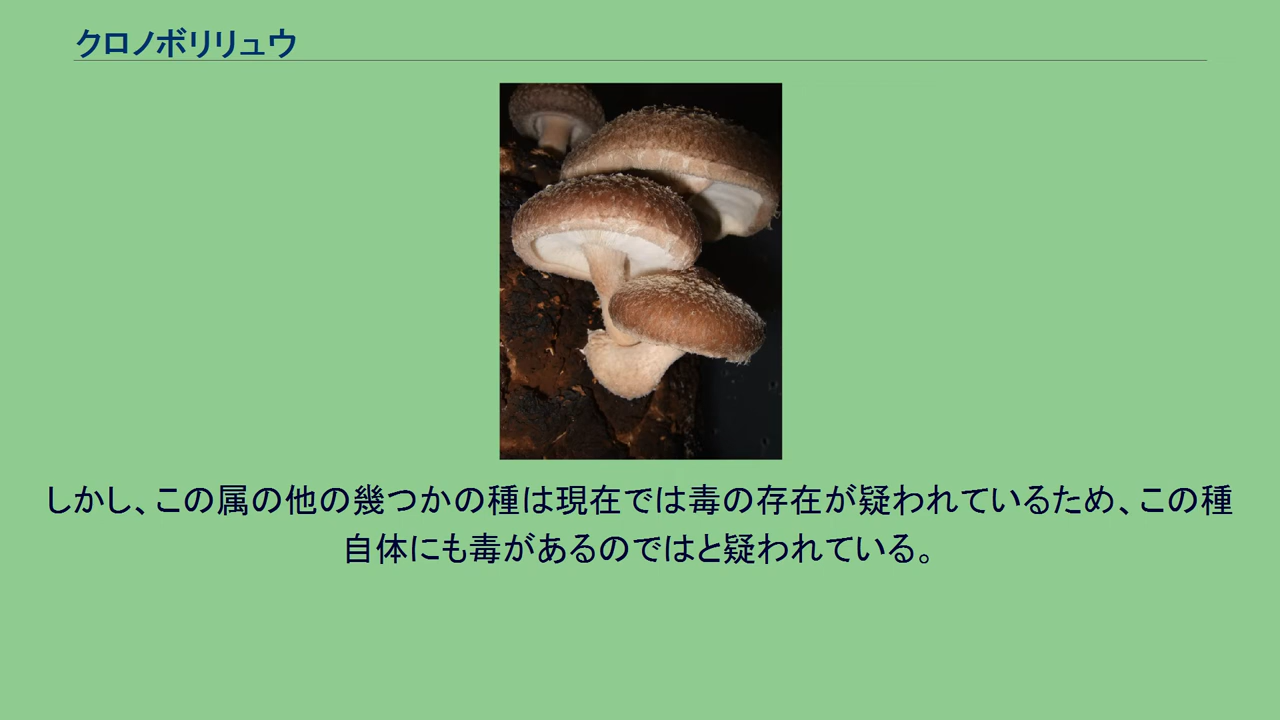 クロノボリリュウ
しかし、この属の他の幾つかの種は現在では毒の存在が疑われているため、この種
自体にも毒があるのではと疑われている。